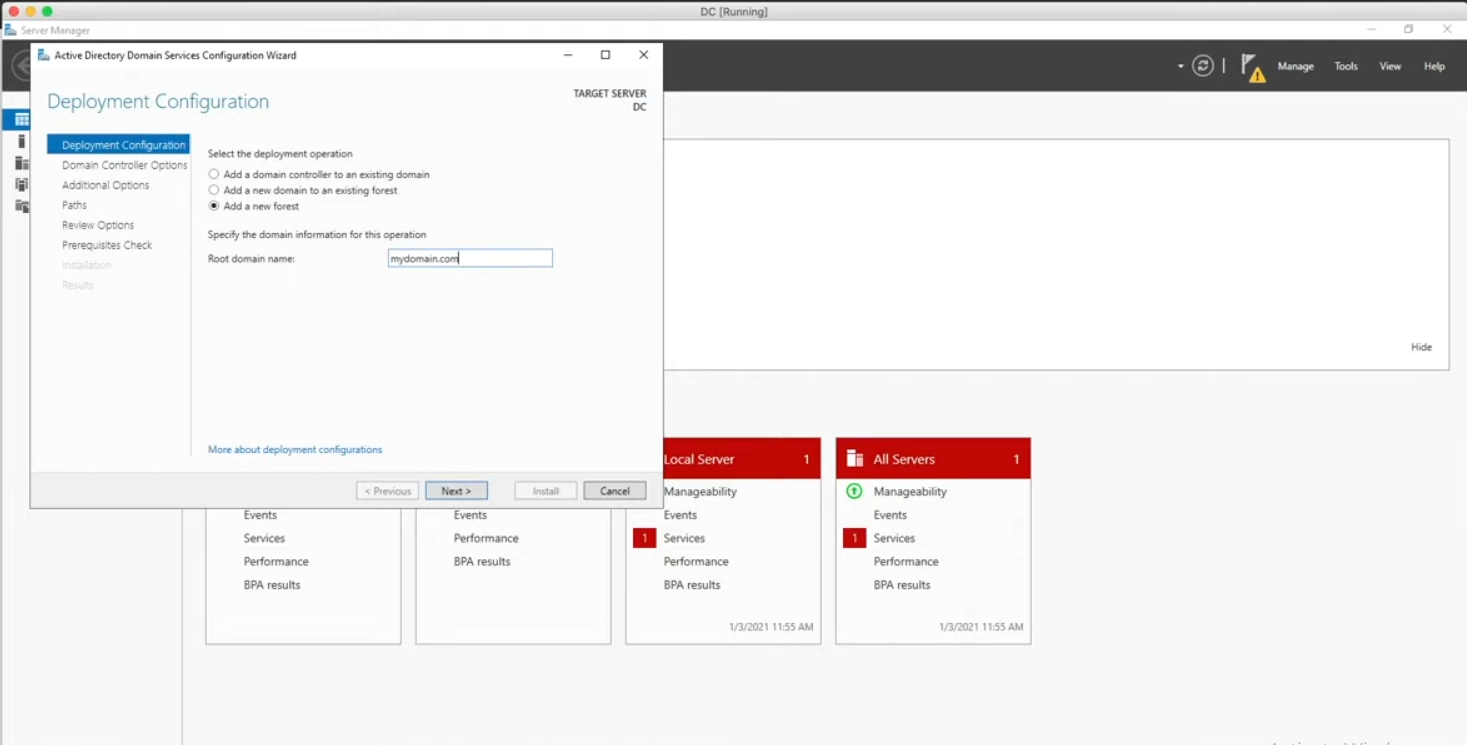 DC [Running]
Server Manager
Active Directory Domain Services Configuration Wizard
Manage Tools View Help
Deployment Configuration
TARGET SERVER
DC
Deployment Configuration
Domain Controller Options
Additional Options
Paths
Review Options
Prerequisites Check
Installation
Results
Select the deployment operation
Add a domain controller to an existing domain
Add a new domain to an existing forest
Add a new forest
Specify the domain information for this operation
Root domain name: mydomain.com
More about deployment configurations
< Previous Next > Install Cancel
Hide
Events
Services
Performance
BPA results
Events
Performance
BPA results
Local Server 1
Manageability
Events
1 Services
Performance
BPA results
1/3/2021 11:55 AM
All Servers 1
Manageability
Events
1 Services
Performance
BPA results
1/3/2021 11:55 AM